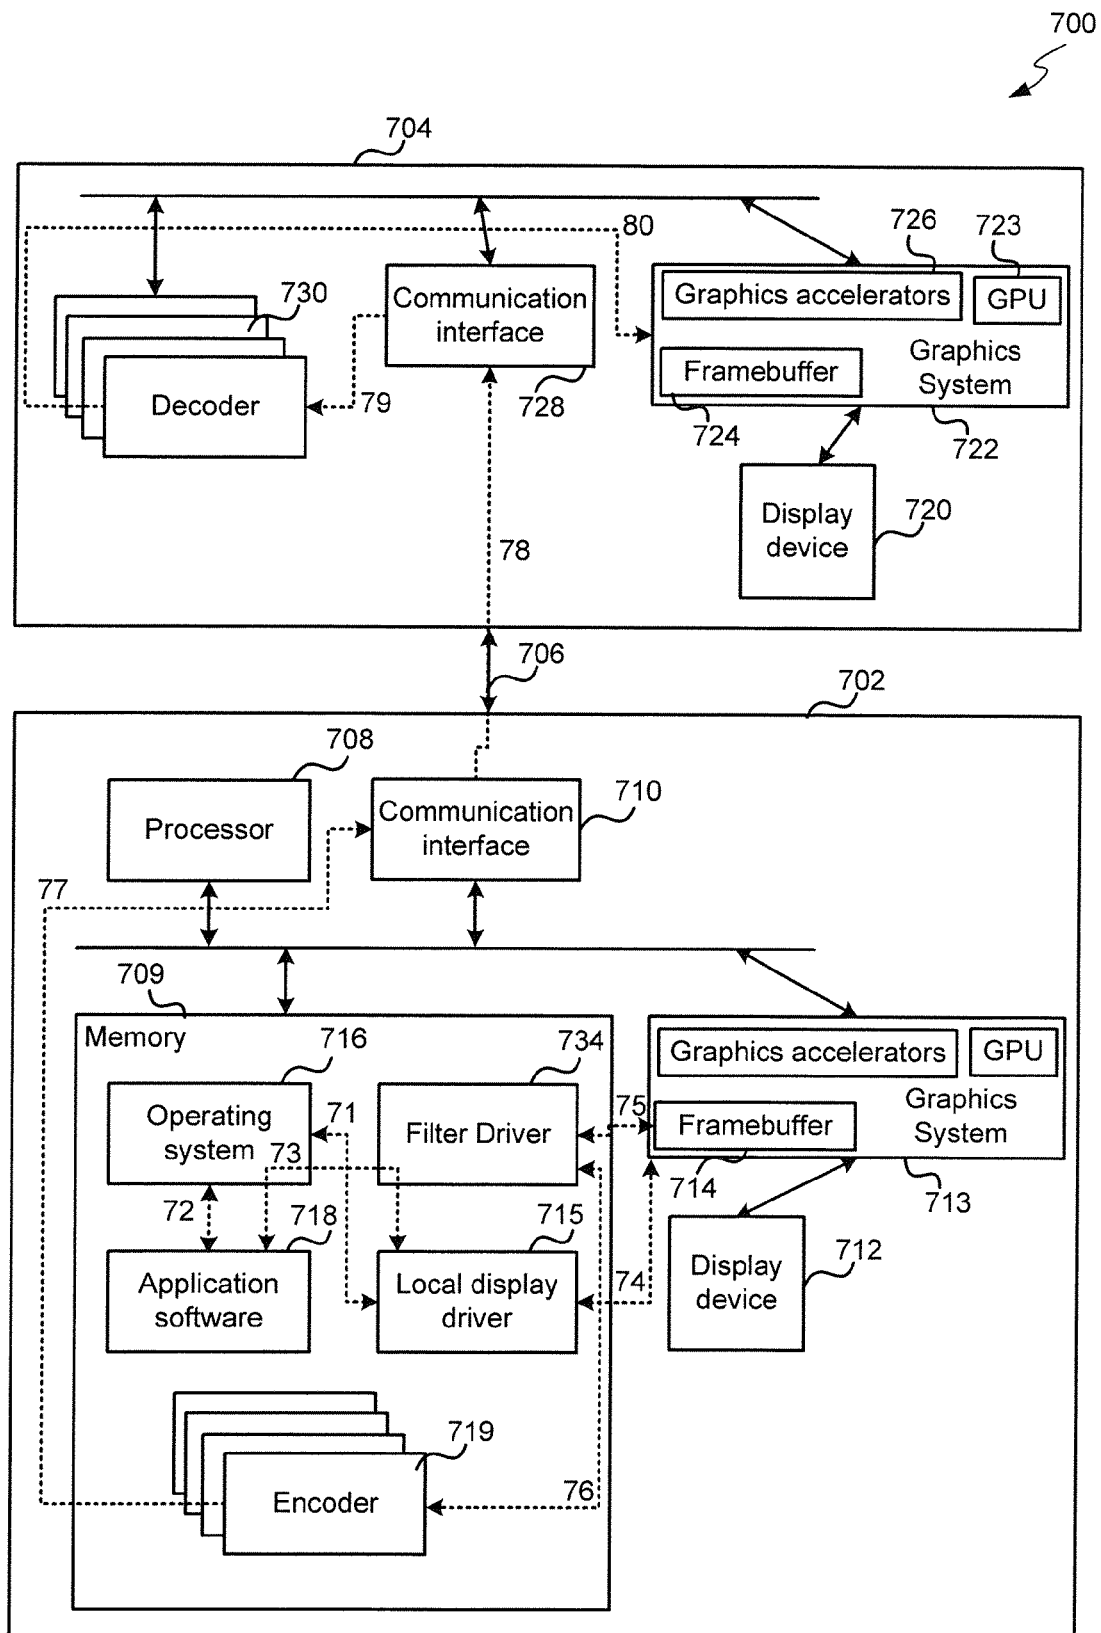 700
704
80
726
723
730
Communication
interface
Graphics accelerators
GPU
Graphics
System
Decoder
79
728
Framebuffer
724
722
78
Display
device
720
706
702
708
710
Processor
Communication
interface
77
709
Memory
716
734
Graphics accelerators
GPU
Operating
system
71
73
Filter Driver
75
Framebuffer
Graphics
System
714
713
72
718
715
Application
software
Local display
driver
74
Display
device
712
719
Encoder
76